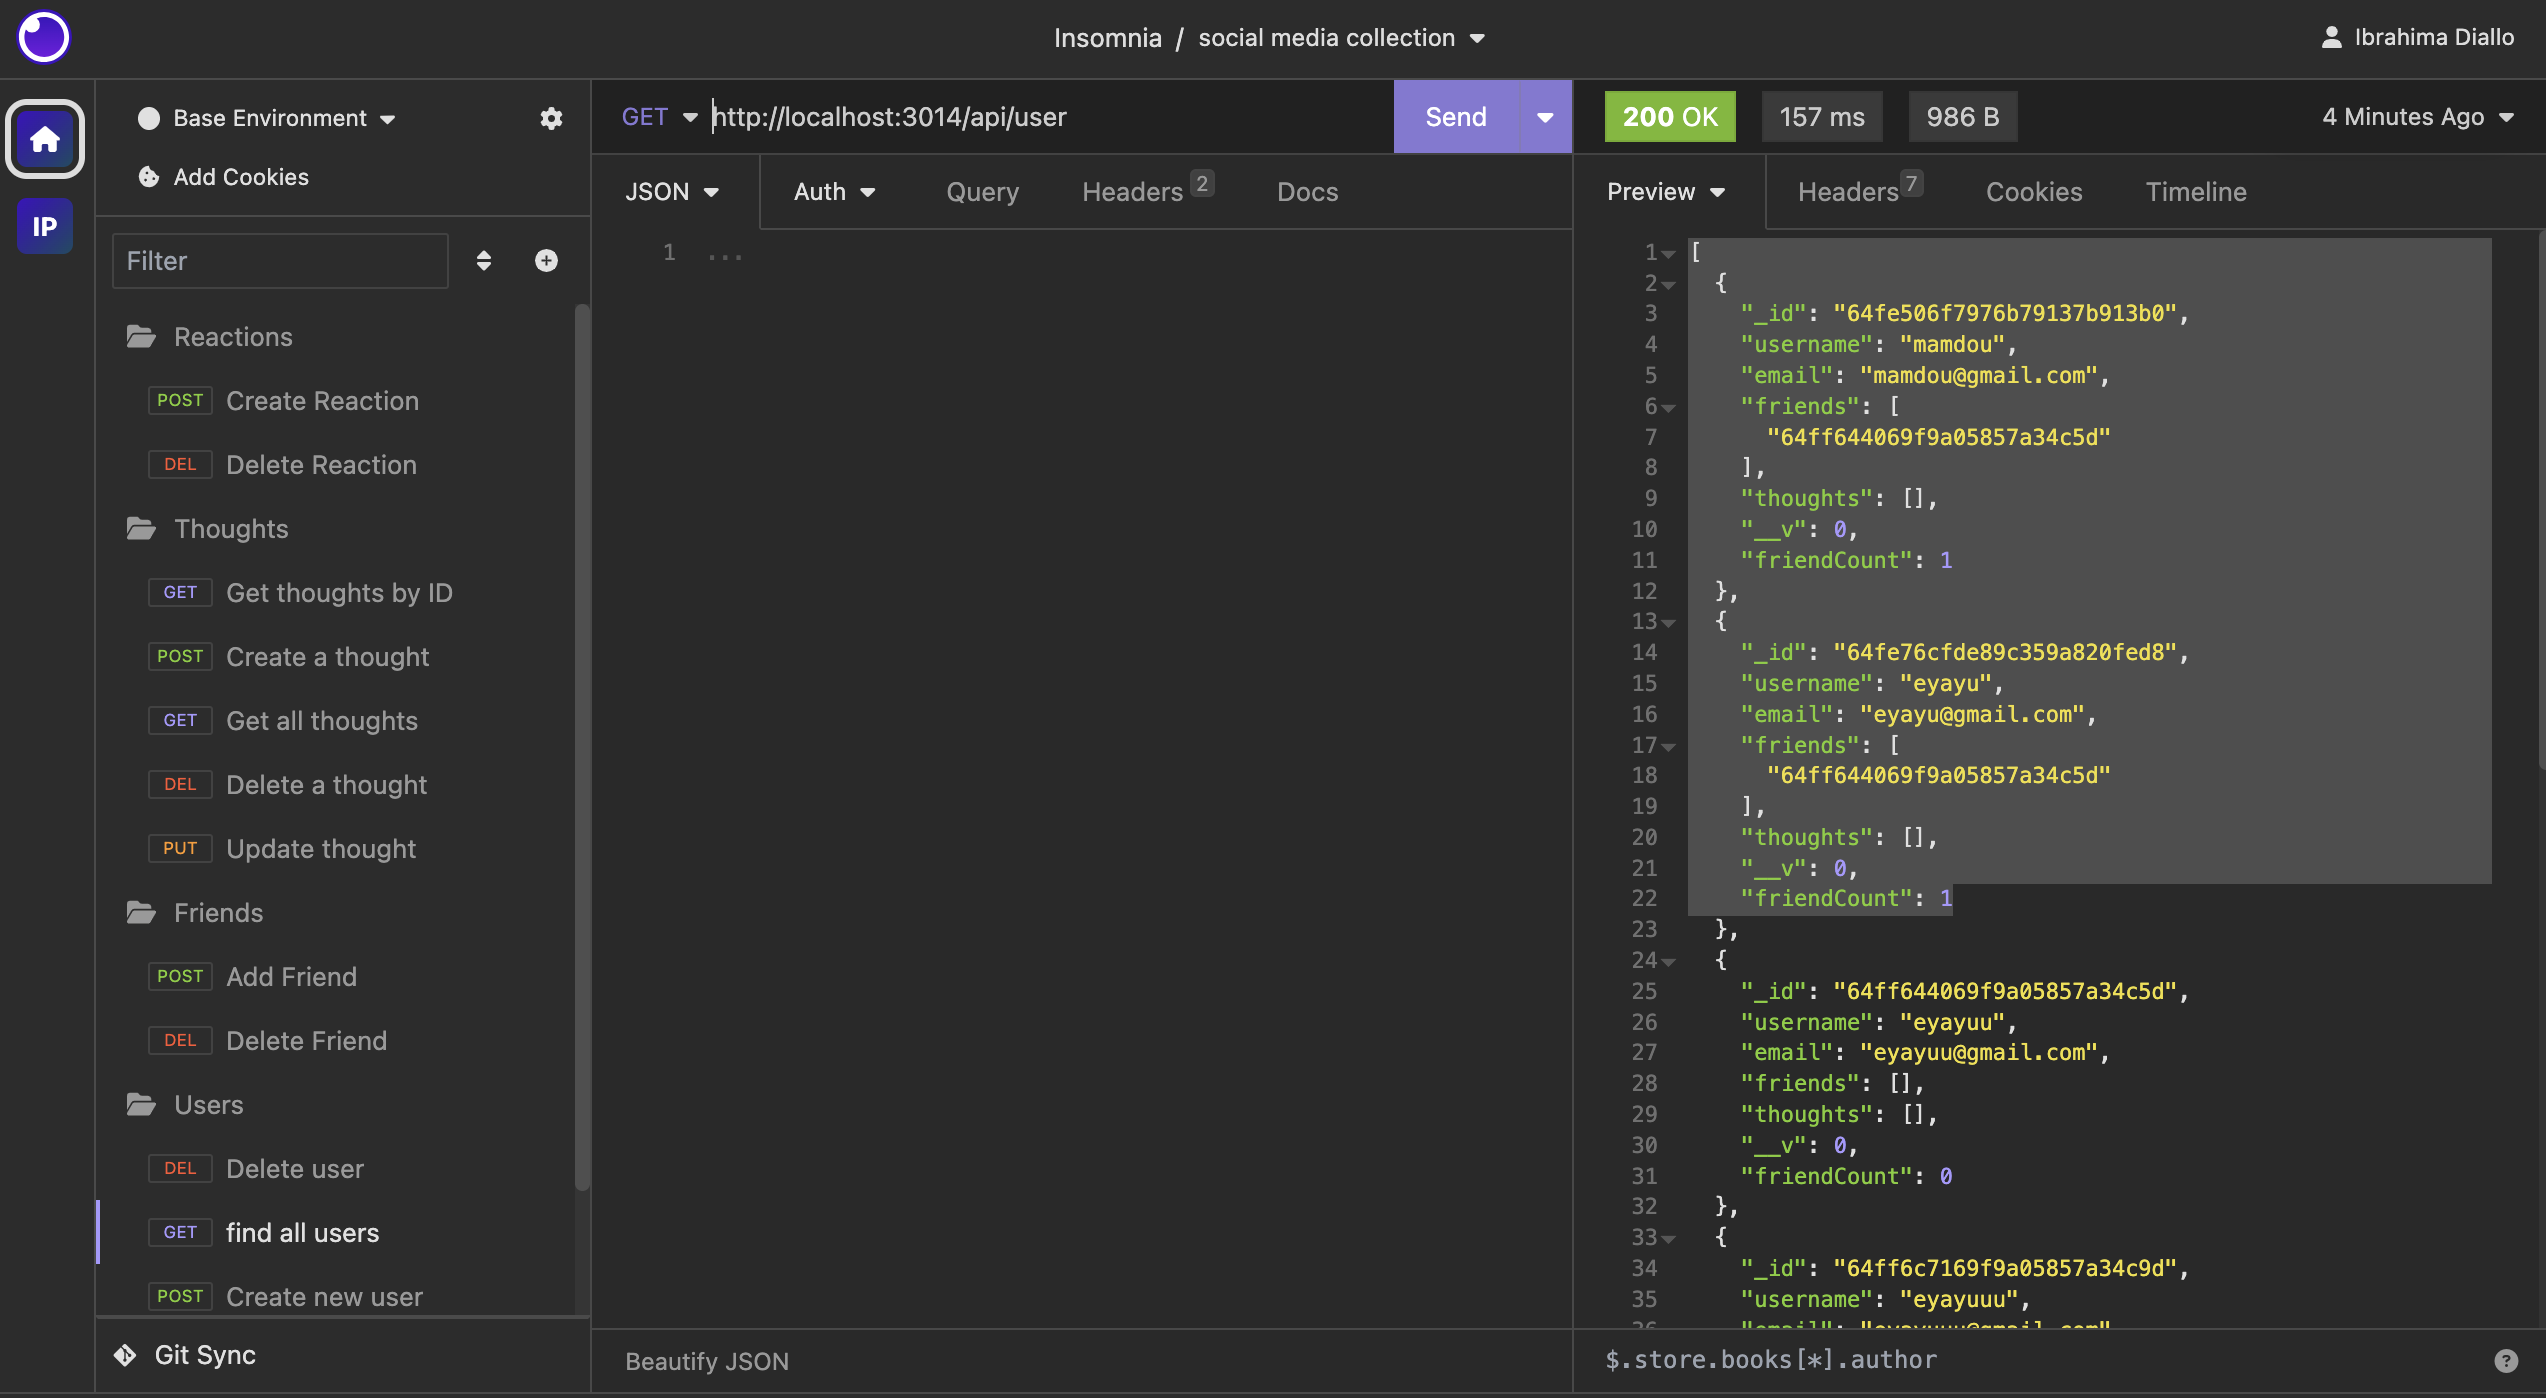 Insomnia / social media collection
Ibrahima Diallo
IP
Base Environment
Add Cookies
Filter
Reactions
POST Create Reaction
DEL Delete Reaction
Thoughts
GET Get thoughts by ID
POST Create a thought
GET Get all thoughts
DEL Delete a thought
PUT Update thought
Friends
POST Add Friend
DEL Delete Friend
Users
DEL Delete user
GET find all users
POST Create new user
Git Sync
GET http://localhost:3014/api/user
Send
JSON Auth Query Headers 2 Docs
1 ...
Beautify JSON
200 OK 157 ms 986 B 4 Minutes Ago
Preview Headers 7 Cookies Timeline
1 [
2 {
3 "_id": "64fe506f7976b79137b913b0",
4 "username": "mamdou",
5 "email": "mamdou@gmail.com",
6 "friends": [
7 "64ff644069f9a05857a34c5d"
8 ],
9 "thoughts": [],
10 "__v": 0,
11 "friendCount": 1
12 },
13 {
14 "_id": "64fe76cfde89c359a820fed8",
15 "username": "eyayu",
16 "email": "eyayu@gmail.com",
17 "friends": [
18 "64ff644069f9a05857a34c5d"
19 ],
20 "thoughts": [],
21 "__v": 0,
22 "friendCount": 1
23 },
24 {
25 "_id": "64ff644069f9a05857a34c5d",
26 "username": "eyayuu",
27 "email": "eyayuu@gmail.com",
28 "friends": [],
29 "thoughts": [],
30 "__v": 0,
31 "friendCount": 0
32 },
33 {
34 "_id": "64ff6c7169f9a05857a34c9d",
35 "username": "eyayuuu",
36 "email": "eyayuuu@gmail.com",
$.store.books[*].author
?